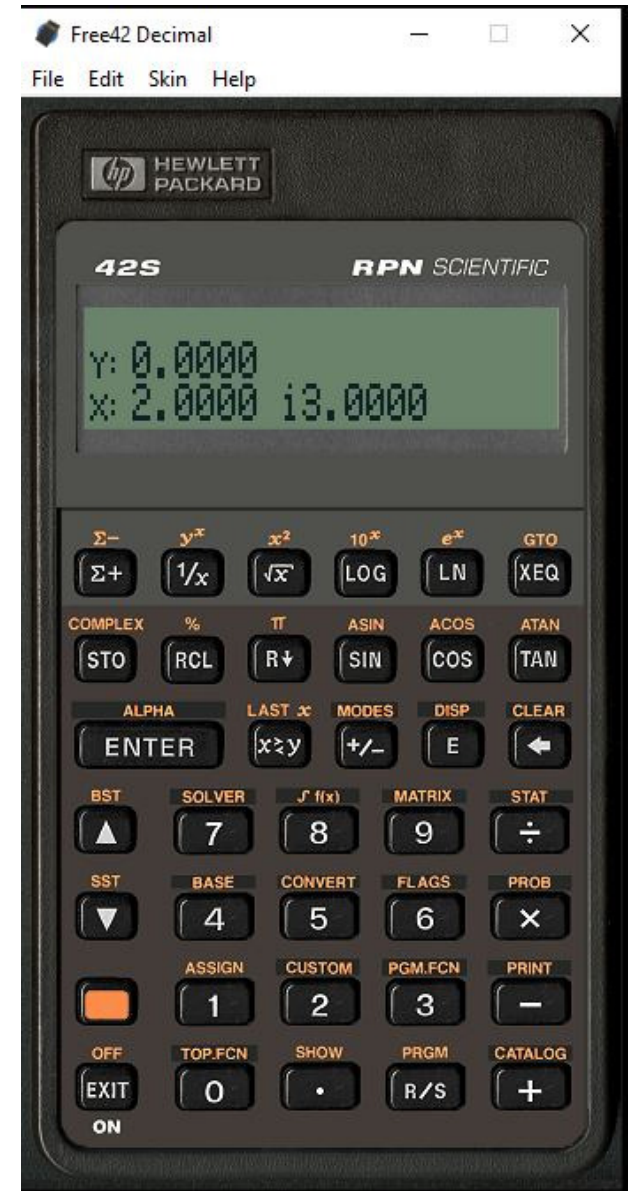 Free42 Decimal
File Edit Skin Help
hp HEWLETT
PACKARD
42S RPN SCIENTIFIC
Y: 0.0000
X: 2.0000 i3.0000
Σ− yˣ x² 10ˣ eˣ GTO
Σ+ 1/x √x LOG LN XEQ
COMPLEX % π ASIN ACOS ATAN
STO RCL R↓ SIN COS TAN
ALPHA LAST x MODES DISP CLEAR
ENTER x≷y +/− E ←
BST SOLVER ∫ f(x) MATRIX STAT
▲ 7 8 9 ÷
SST BASE CONVERT FLAGS PROB
▼ 4 5 6 ×
ASSIGN CUSTOM PGM.FCN PRINT
1 2 3 −
OFF TOP.FCN SHOW PRGM CATALOG
EXIT 0 · R/S +
ON